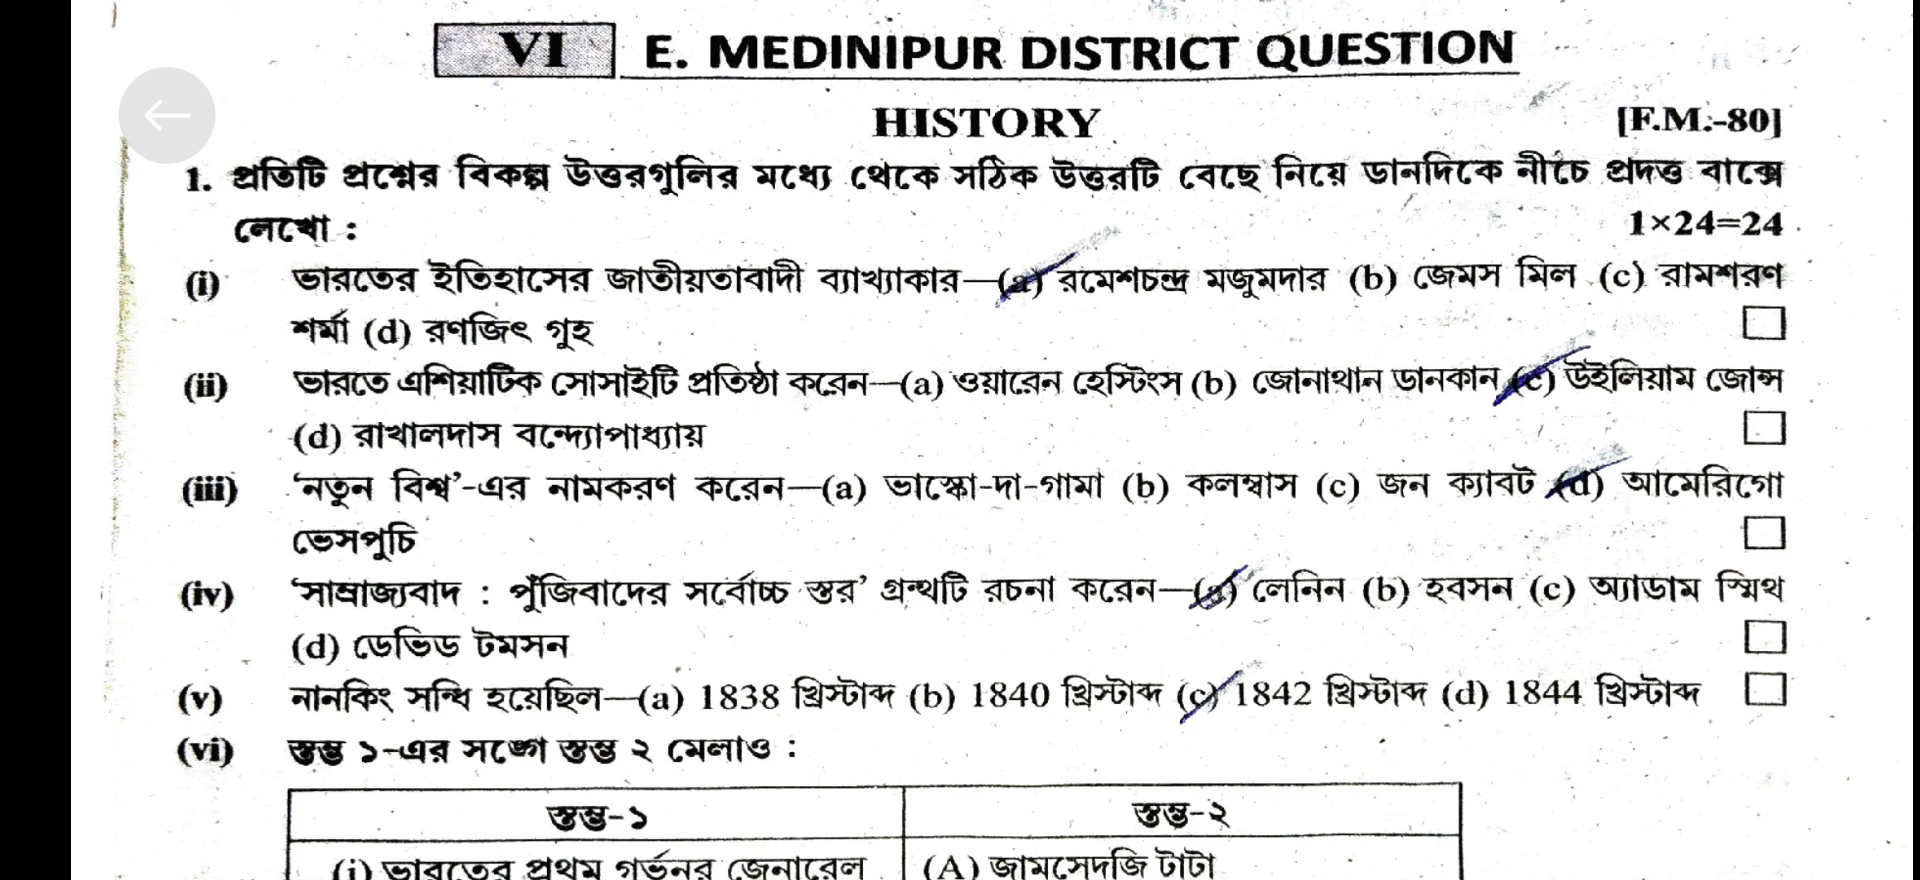 VI E. MEDINIPUR DISTRICT QUESTION
HISTORY [F.M.:-80]
1. প্রতিটি প্রশ্নের বিকল্প উত্তরগুলির মধ্যে থেকে সঠিক উত্তরটি বেছে নিয়ে ডানদিকে নীচে প্রদত্ত বাক্সে
লেখো : 1×24=24
(i) ভারতের ইতিহাসের জাতীয়তাবাদী ব্যাখ্যাকার—(a) রমেশচন্দ্র মজুমদার (b) জেমস মিল (c) রামশরণ
শর্মা (d) রণজিৎ গুহ
(ii) ভারতে এশিয়াটিক সোসাইটি প্রতিষ্ঠা করেন—(a) ওয়ারেন হেস্টিংস (b) জোনাথান ডানকান (c) উইলিয়াম জোন্স
(d) রাখালদাস বন্দ্যোপাধ্যায়
(iii) ‘নতুন বিশ্ব’-এর নামকরণ করেন—(a) ভাস্কো-দা-গামা (b) কলম্বাস (c) জন ক্যাবট (d) আমেরিগো
ভেসপুচি
(iv) ‘সাম্রাজ্যবাদ : পুঁজিবাদের সর্বোচ্চ স্তর’ গ্রন্থটি রচনা করেন—(a) লেনিন (b) হবসন (c) অ্যাডাম স্মিথ
(d) ডেভিড টমসন
(v) নানকিং সন্ধি হয়েছিল—(a) 1838 খ্রিস্টাব্দ (b) 1840 খ্রিস্টাব্দ (c) 1842 খ্রিস্টাব্দ (d) 1844 খ্রিস্টাব্দ
(vi) স্তম্ভ ১-এর সঙ্গে স্তম্ভ ২ মেলাও :
স্তম্ভ-১ স্তম্ভ-২
(i) ভারতের প্রথম গর্ভনর জেনারেল (A) জামসেদজি টাটা